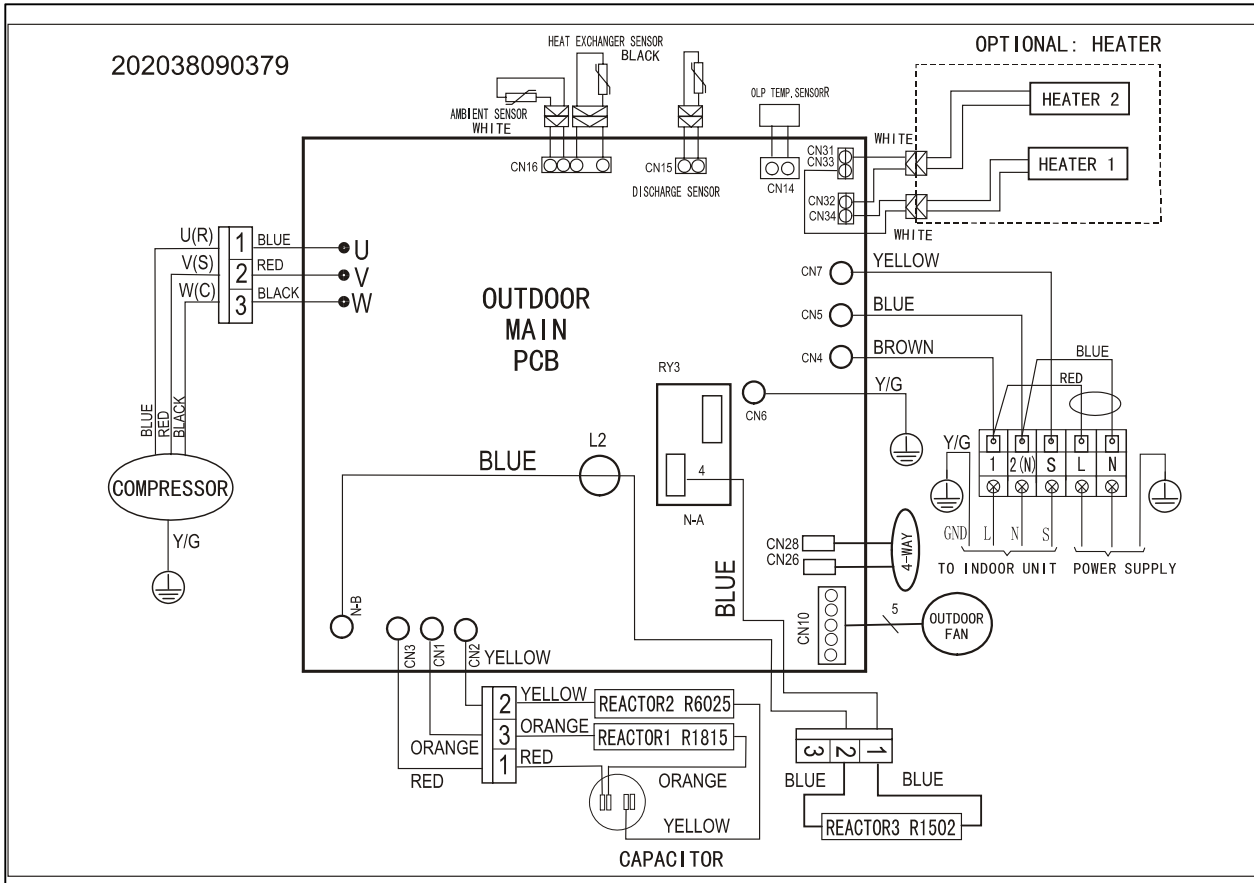 202038090379
HEAT EXCHANGER SENSOR
BLACK
OPTIONAL: HEATER
AMBIENT SENSOR
WHITE
OLP TEMP. SENSORR
HEATER 2
HEATER 1
WHITE
WHITE
CN16
CN15
DISCHARGE SENSOR
CN14
CN31
CN33
CN32
CN34
U(R) 1 BLUE U
V(S) 2 RED V
W(C) 3 BLACK W
OUTDOOR
MAIN
PCB
CN7 YELLOW
CN5 BLUE
CN4 BROWN
RY3
CN6
Y/G
BLUE
RED
Y/G
1 2(N) S L N
GND L N S
TO INDOOR UNIT POWER SUPPLY
BLUE
RED
BLACK
COMPRESSOR
Y/G
BLUE
L2
4
N-A
BLUE
CN28
CN26
4-WAY
CN10
5
OUTDOOR
FAN
N-B
CN3
CN1
CN2
YELLOW
2 YELLOW REACTOR2 R6025
3 ORANGE REACTOR1 R1815
1 RED
ORANGE
RED
ORANGE
YELLOW
CAPACITOR
3 2 1
BLUE BLUE
REACTOR3 R1502